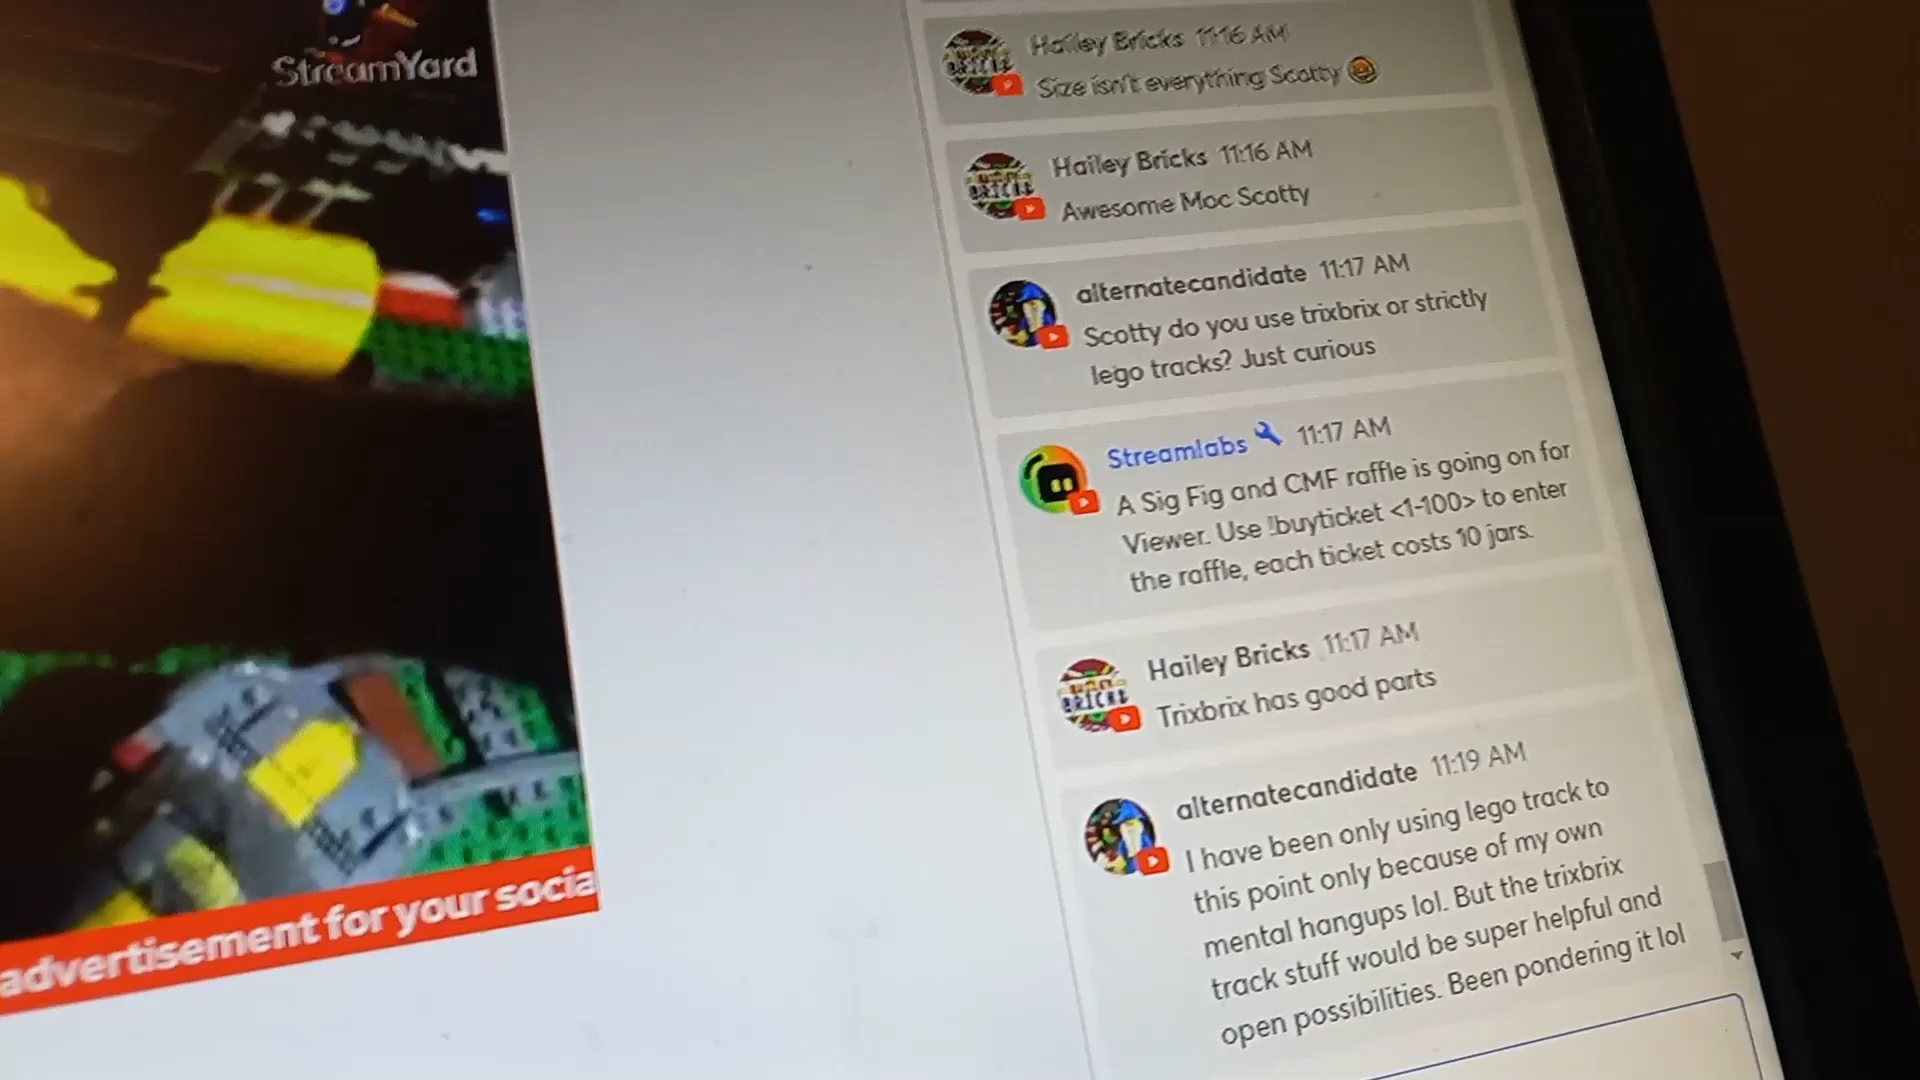 StreamYard
advertisement for your socia
Hailey Bricks 11:16 AM
Size isn't everything Scotty
Hailey Bricks 11:16 AM
Awesome Moc Scotty
alternatecandidate 11:17 AM
Scotty do you use trixbrix or strictly
lego tracks? Just curious
Streamlabs 11:17 AM
A Sig Fig and CMF raffle is going on for
Viewer. Use !buyticket <1-100> to enter
the raffle, each ticket costs 10 jars.
Hailey Bricks 11:17 AM
Trixbrix has good parts
alternatecandidate 11:19 AM
I have been only using lego track to
this point only because of my own
mental hangups lol. But the trixbrix
track stuff would be super helpful and
open possibilities. Been pondering it lol